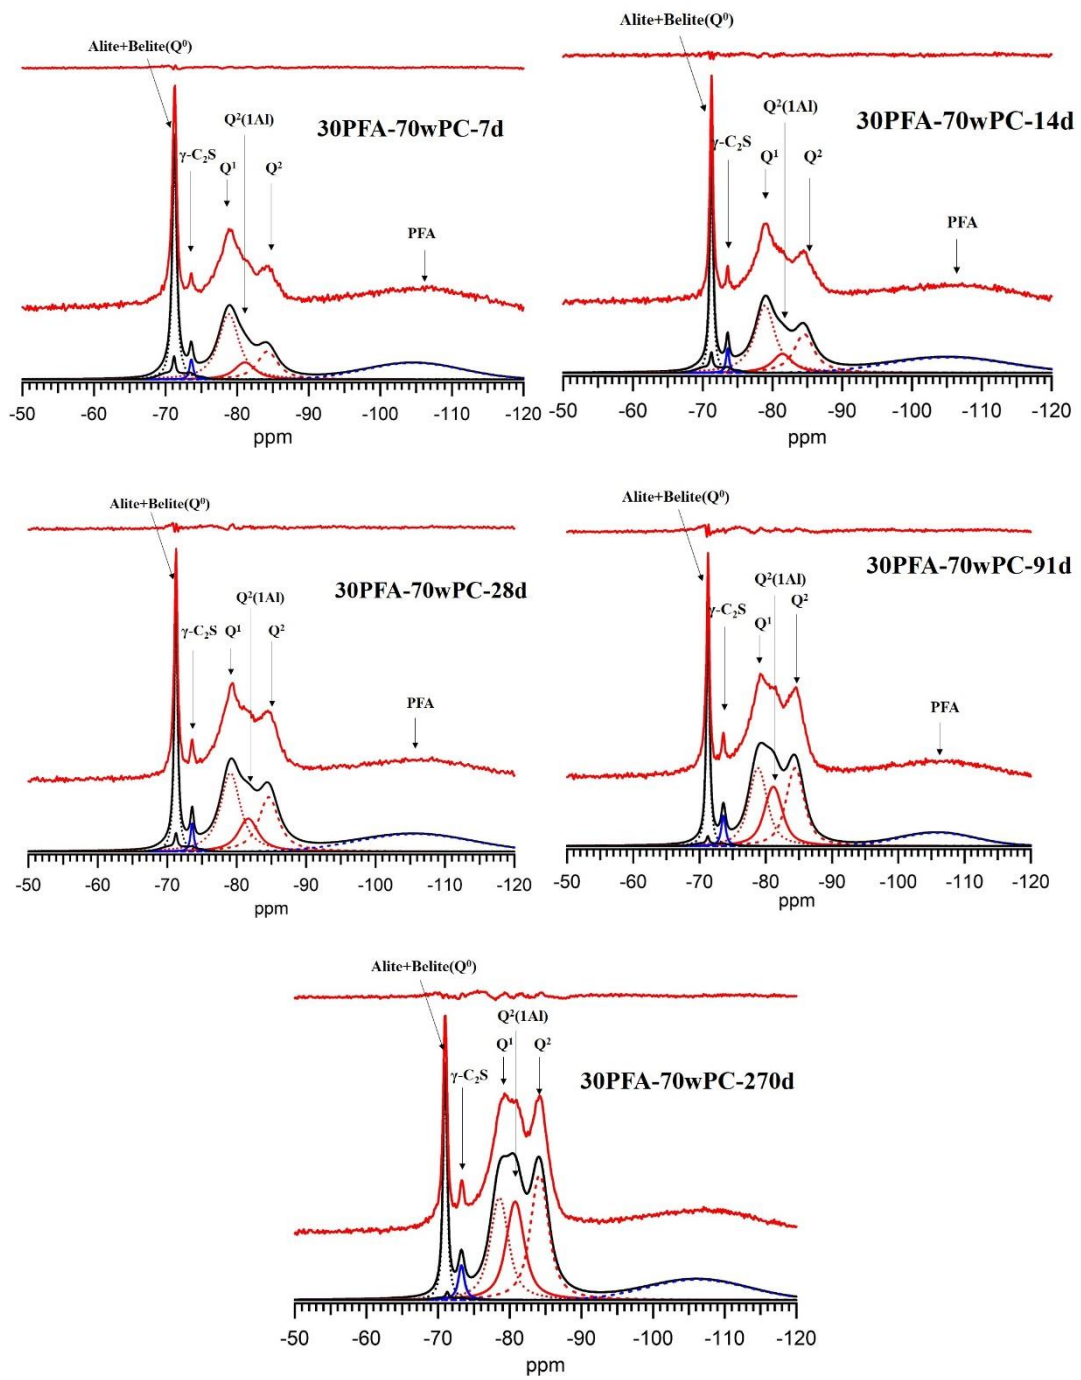 Alite+Belite(Q⁰)
30PFA-70wPC-7d
Q²(1Al)
γ-C₂S
Q¹
Q²
PFA
-50 -60 -70 -80 -90 -100 -110 -120
ppm
Alite+Belite(Q⁰)
Q²(1Al)
30PFA-70wPC-14d
γ-C₂S
Q¹
Q²
PFA
-50 -60 -70 -80 -90 -100 -110 -120
ppm
Alite+Belite(Q⁰)
30PFA-70wPC-28d
Q²(1Al)
γ-C₂S
Q¹
Q²
PFA
-50 -60 -70 -80 -90 -100 -110 -120
ppm
Alite+Belite(Q⁰)
30PFA-70wPC-91d
Q²(1Al)
γ-C₂S
Q¹
Q²
PFA
-50 -60 -70 -80 -90 -100 -110 -120
ppm
Alite+Belite(Q⁰)
Q²(1Al)
Q¹
Q²
γ-C₂S
30PFA-70wPC-270d
-50 -60 -70 -80 -90 -100 -110 -120
ppm